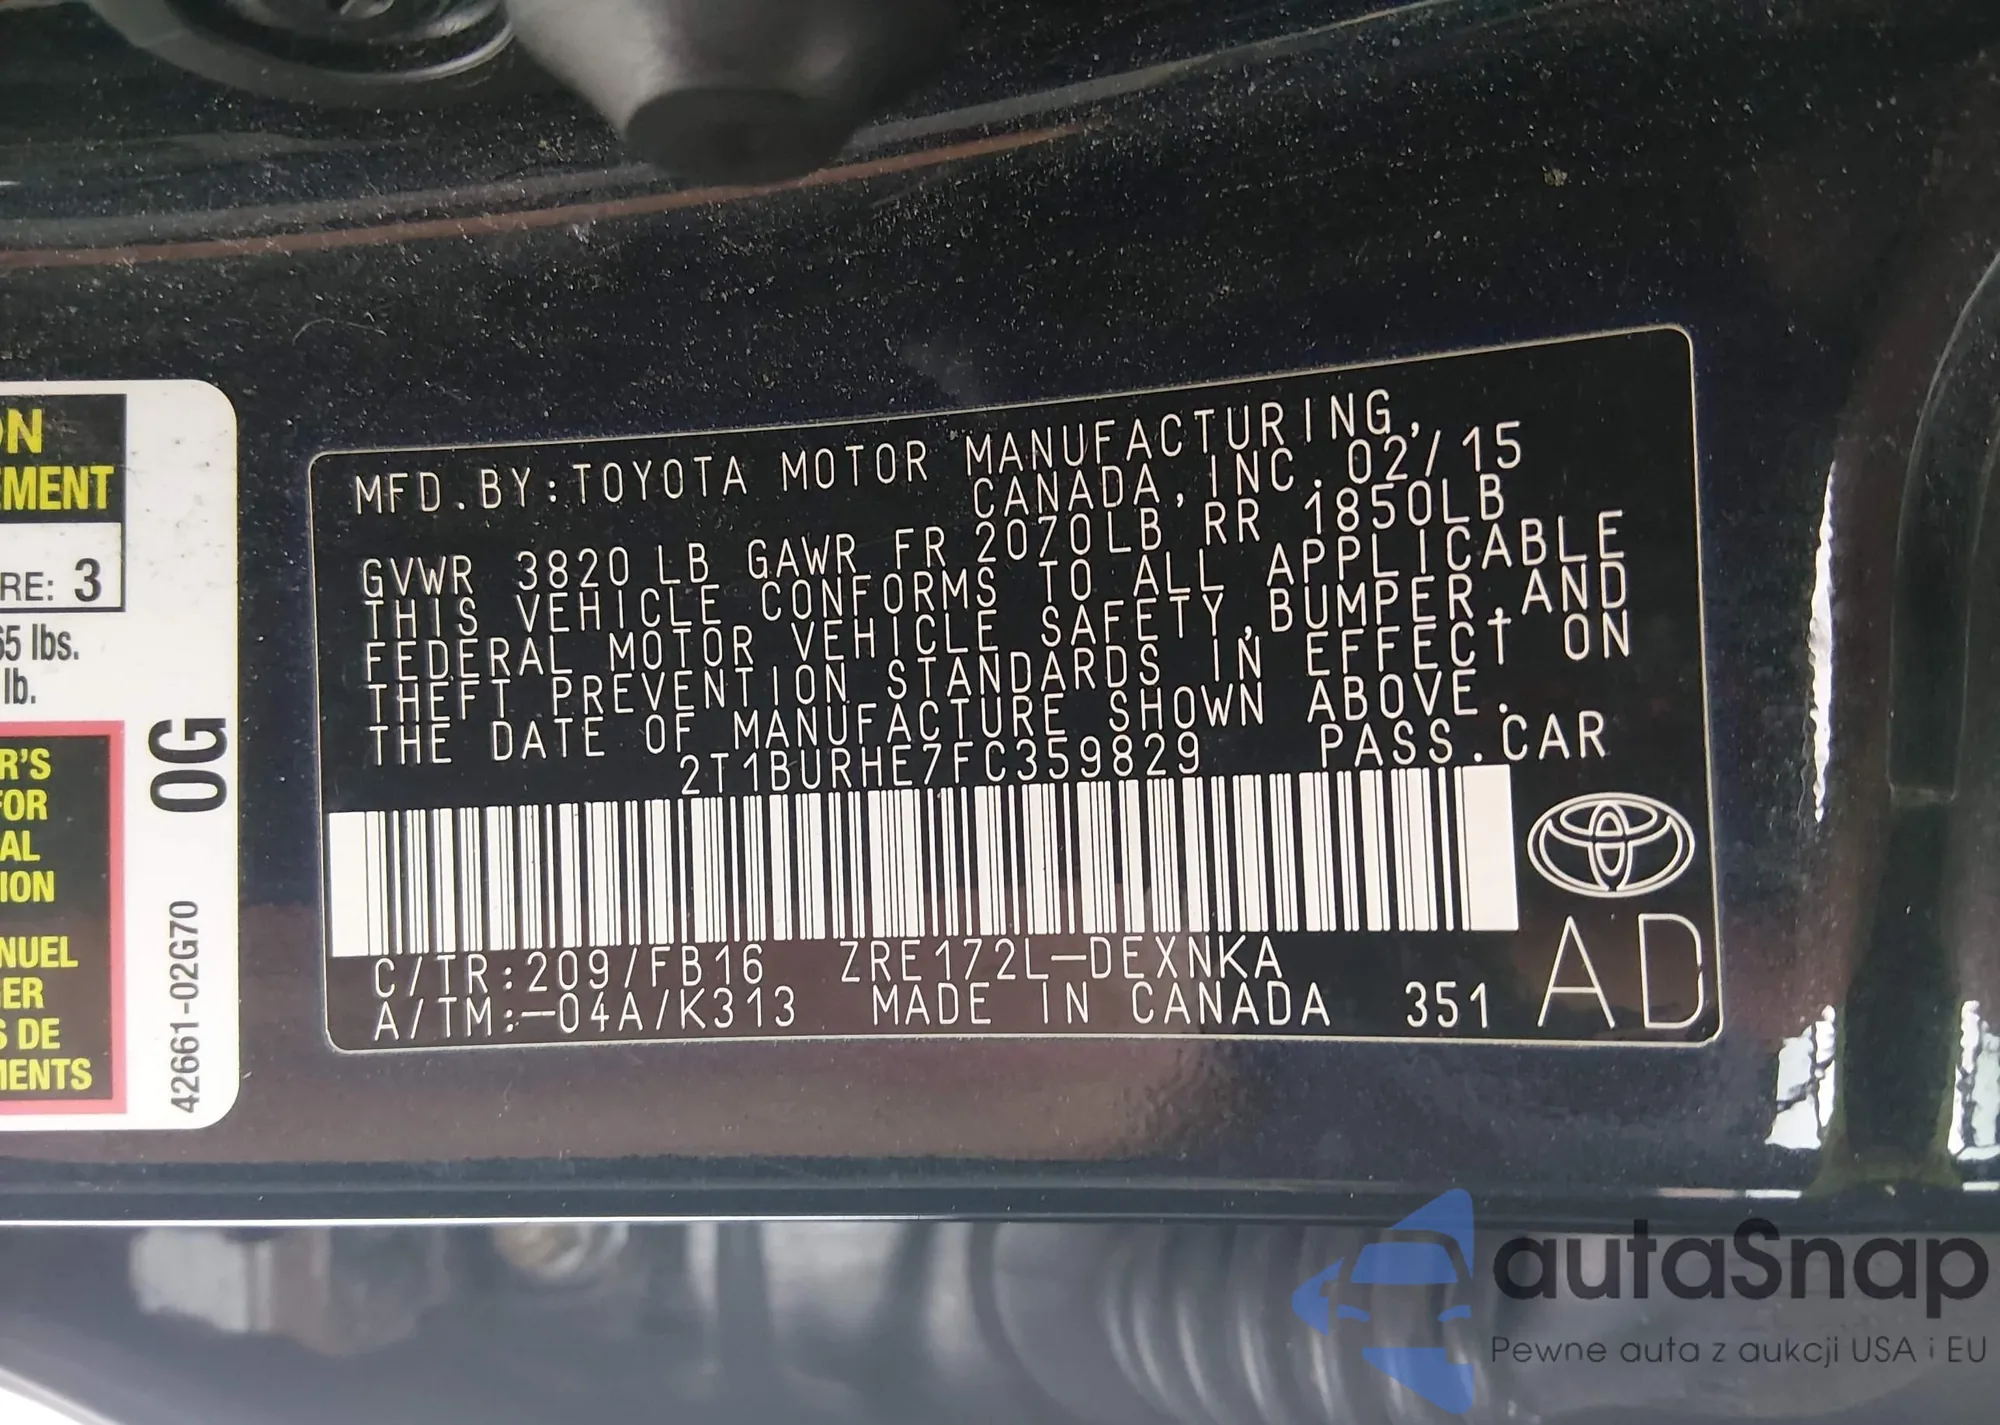 MFD.BY:TOYOTA MOTOR MANUFACTURING,
CANADA,INC.02/15
GVWR 3820 LB GAWR FR 2070LB RR 1850LB
THIS VEHICLE CONFORMS TO ALL APPLICABLE
FEDERAL MOTOR VEHICLE SAFETY,BUMPER,AND
THEFT PREVENTION STANDARDS IN EFFECT ON
THE DATE OF MANUFACTURE SHOWN ABOVE.
2T1BURHE7FC359829 PASS.CAR
C/TR:209/FB16 ZRE172L-DEXNKA
A/TM:-04A/K313 MADE IN CANADA 351
AD
ON
EMENT
RE: 3
65 lbs.
lb.
R'S
FOR
AL
ION
NUEL
GER
S DE
MENTS
0G
42661-02G70
autaSnap
Pewne auta z aukcji USA i EU